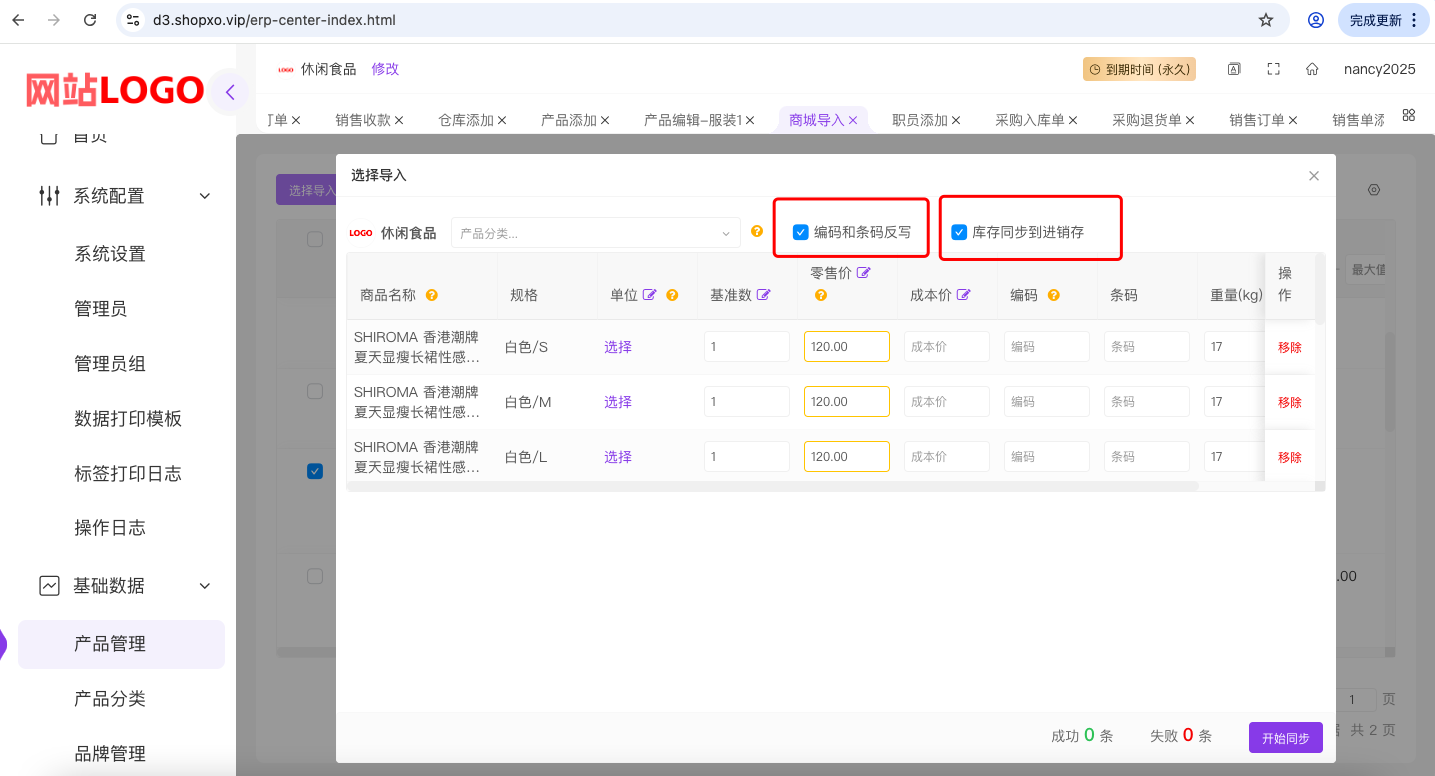 d3.shopxo.vip/erp-center-index.html
完成更新
网站LOGO
LOGO 休闲食品 修改
到期时间 (永久)
nancy2025
订单 销售收款 仓库添加 产品添加 产品编辑-服装1 商城导入 职员添加 采购入库单 采购退货单 销售订单 销售单添
首页
系统配置
系统设置
管理员
管理员组
数据打印模板
标签打印日志
操作日志
基础数据
产品管理
产品分类
品牌管理
选择导入
最大值
.00
1 页
共 2 页
选择导入
LOGO 休闲食品 产品分类... 编码和条码反写 库存同步到进销存
商品名称 规格 单位 基准数 零售价 成本价 编码 条码 重量(kg) 操作
SHIROMA 香港潮牌
夏天显瘦长裙性感...
白色/S 选择 1 120.00 成本价 编码 条码 17 移除
SHIROMA 香港潮牌
夏天显瘦长裙性感...
白色/M 选择 1 120.00 成本价 编码 条码 17 移除
SHIROMA 香港潮牌
夏天显瘦长裙性感...
白色/L 选择 1 120.00 成本价 编码 条码 17 移除
成功 0 条 失败 0 条 开始同步